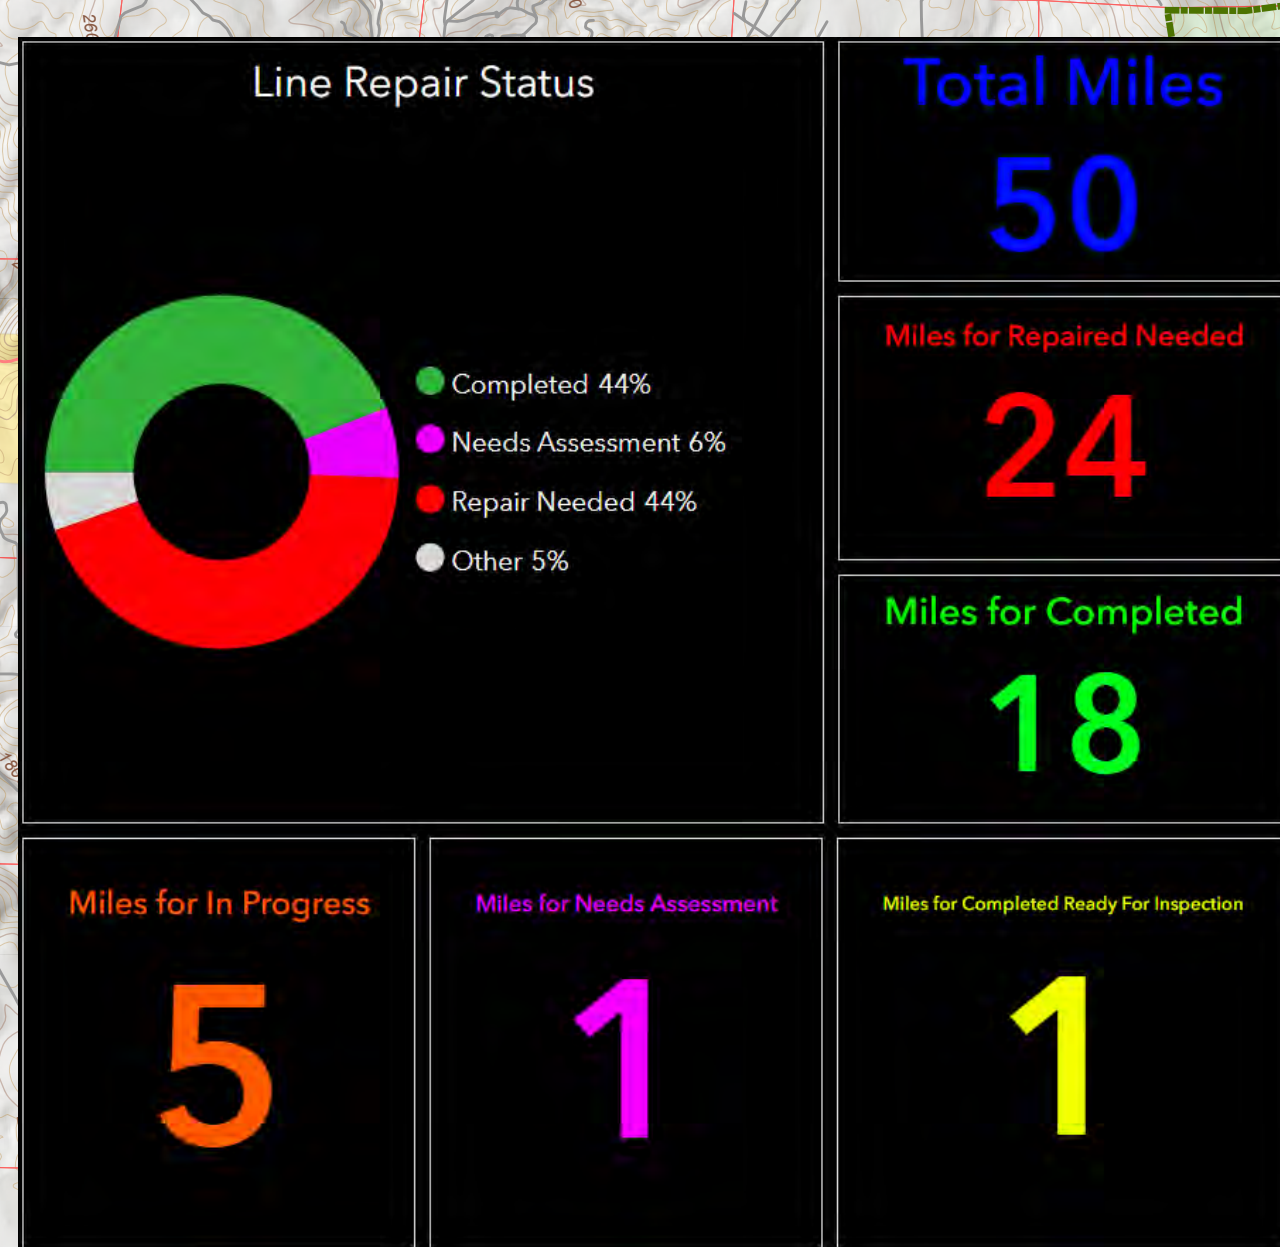 Line Repair Status
Completed 44%
Needs Assessment 6%
Repair Needed 44%
Other 5%
Total Miles
50
Miles for Repaired Needed
24
Miles for Completed
18
Miles for In Progress
5
Miles for Needs Assessment
1
Miles for Completed Ready For Inspection
1